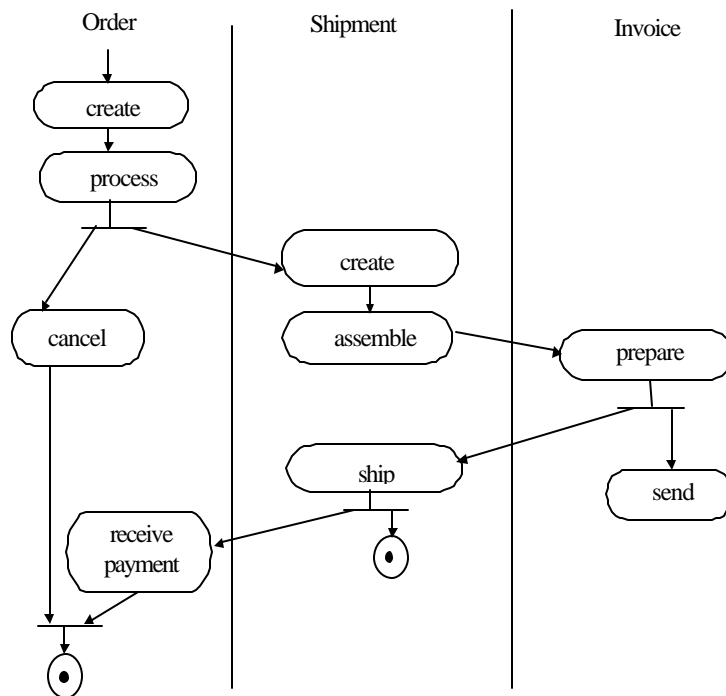 Order
Shipment
Invoice
create
process
create
cancel
assemble
prepare
ship
send
receive
payment